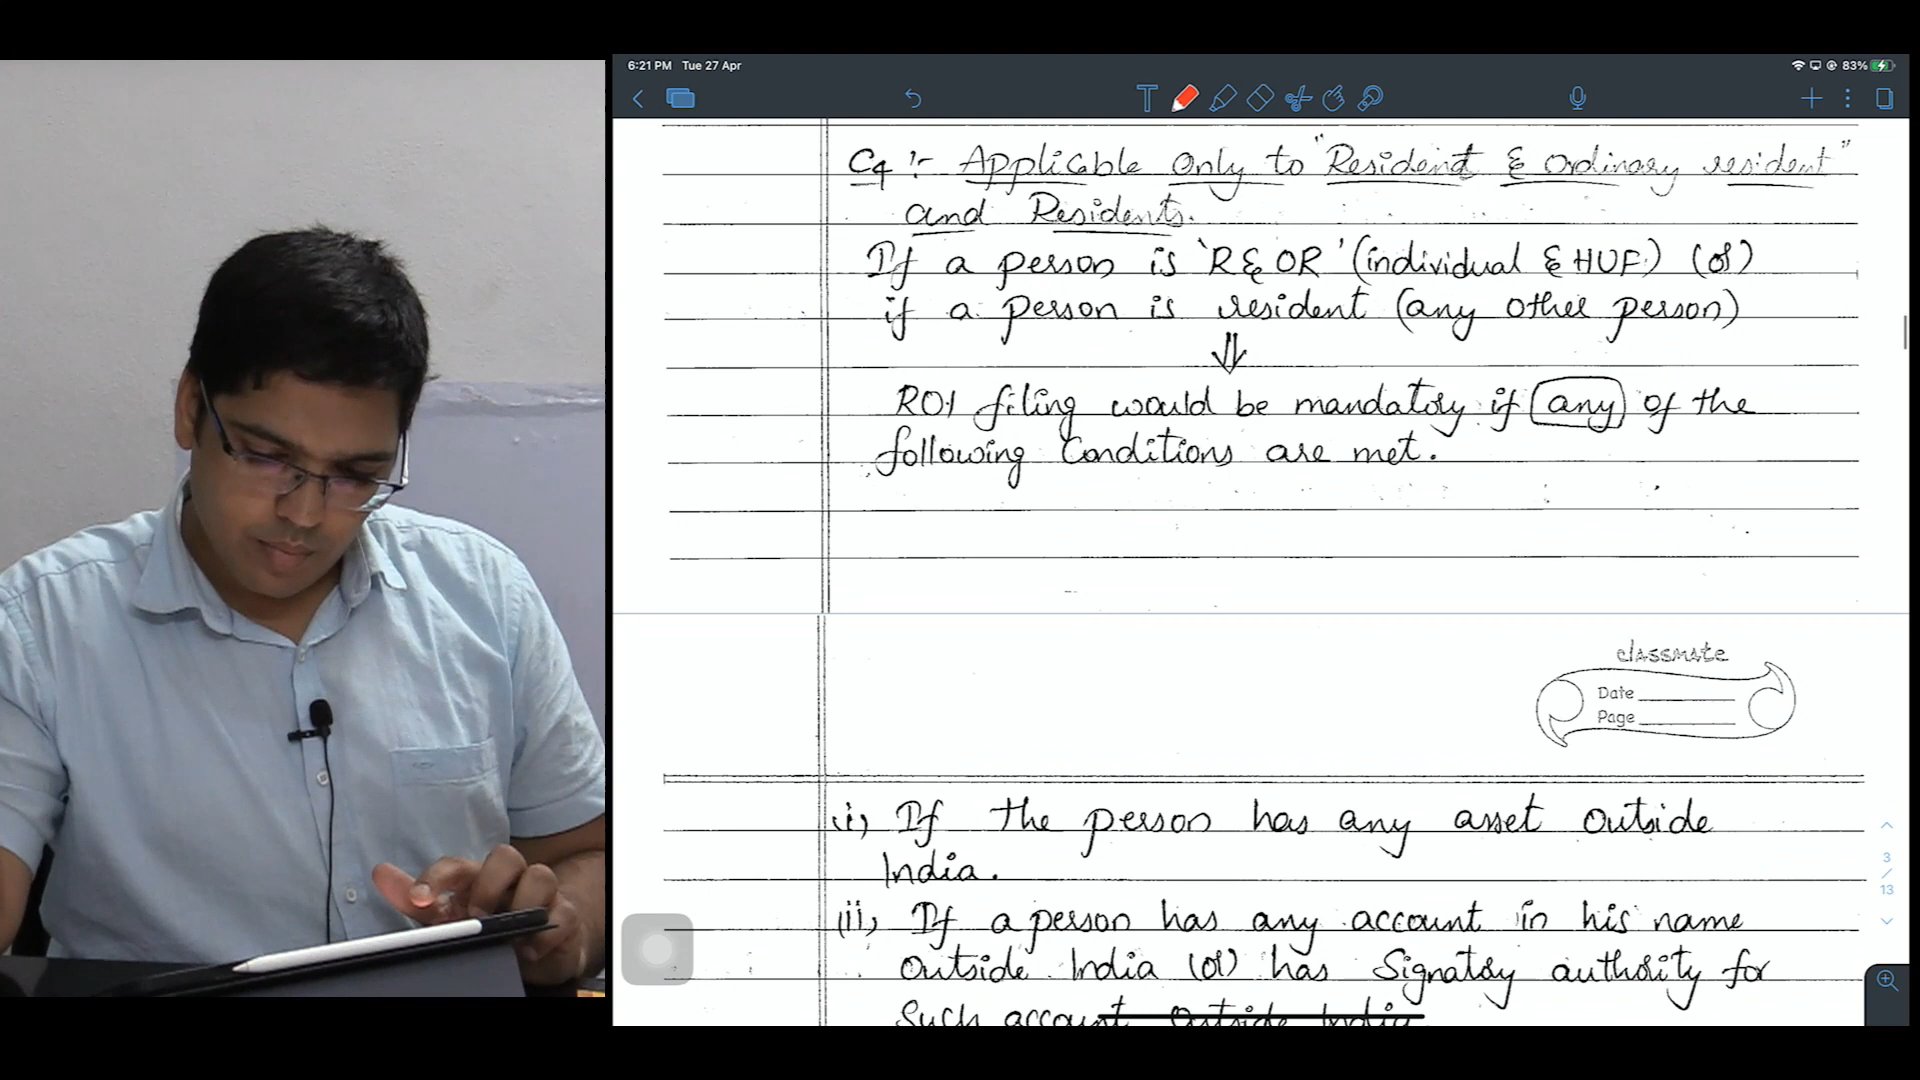 6:21 PM Tue 27 Apr
83%
C4 :- Applicable Only to "Resident & Ordinary resident"
and Residents.
If a person is 'R&OR' (individual & HUF) (or)
if a person is resident (any other person)
⇓
ROI filing would be mandatory if any of the
following Conditions are met.
classmate
Date
Page
(i) If the person has any asset Outside
India.
(ii) If a person has any account in his name
Outside India (or) has Signatory authority for
Such account outside India
3
/
13